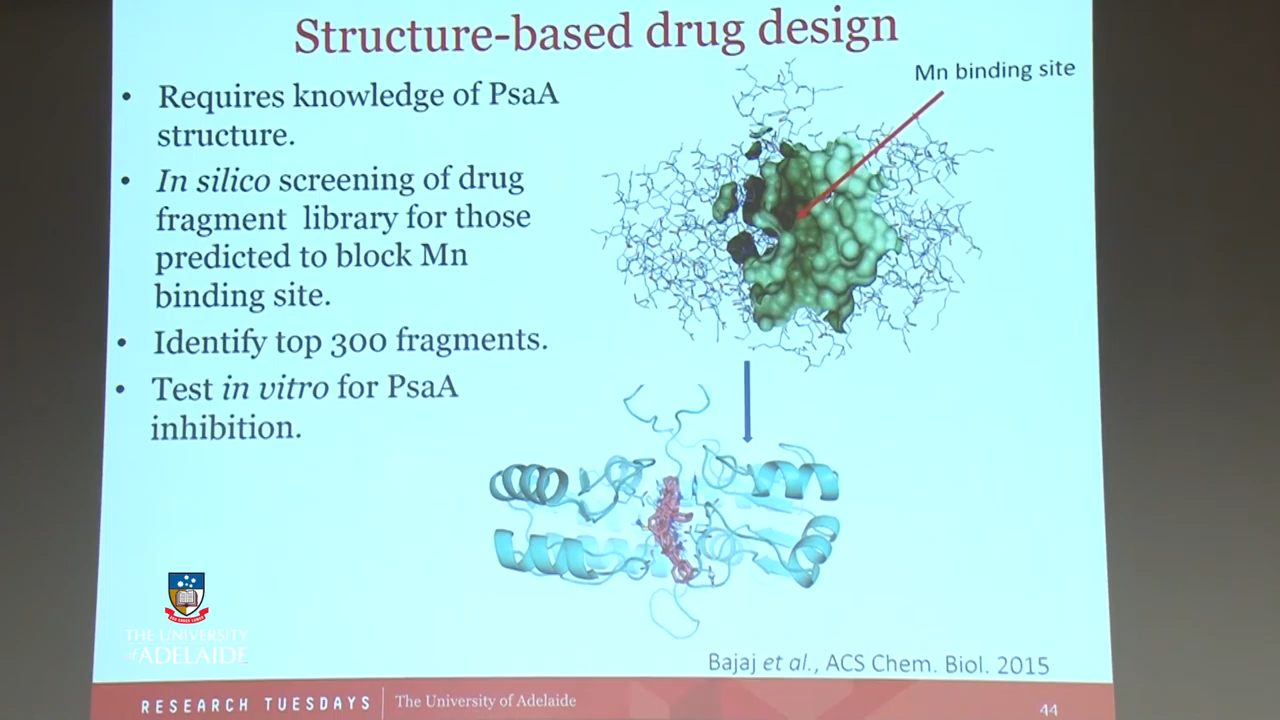 Structure-based drug design
Mn binding site
• Requires knowledge of PsaA
structure.
• In silico screening of drug
fragment library for those
predicted to block Mn
binding site.
• Identify top 300 fragments.
• Test in vitro for PsaA
inhibition.
THE UNIVERSITY
of ADELAIDE
Bajaj et al., ACS Chem. Biol. 2015
RESEARCH TUESDAYS
The University of Adelaide
44